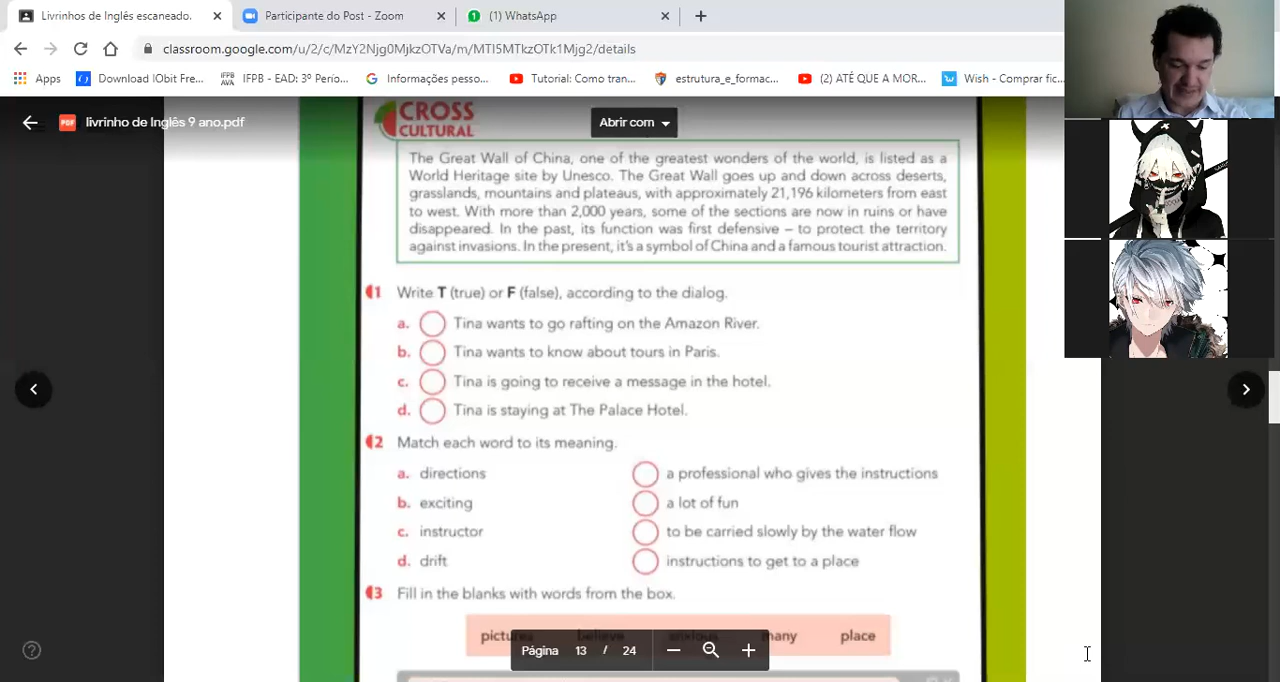 Livrinhos de Inglês escaneado.
Participante do Post - Zoom
(1) WhatsApp
classroom.google.com/u/2/c/MzY2Njg0MjkzOTVa/m/MTI5MTkzOTk1Mjg2/details
Apps
Download IObit Fre...
IFPB - EAD: 3º Perío...
Informações pesso...
Tutorial: Como tran...
estrutura_e_formac...
(2) ATÉ QUE A MOR...
Wish - Comprar fic...
livrinho de Inglês 9 ano.pdf
Abrir com
CROSS
CULTURAL
The Great Wall of China, one of the greatest wonders of the world, is listed as a
World Heritage site by Unesco. The Great Wall goes up and down across deserts,
grasslands, mountains and plateaus, with approximately 21,196 kilometers from east
to west. With more than 2,000 years, some of the sections are now in ruins or have
disappeared. In the past, its function was first defensive – to protect the territory
against invasions. In the present, it's a symbol of China and a famous tourist attraction.
1 Write T (true) or F (false), according to the dialog.
a. Tina wants to go rafting on the Amazon River.
b. Tina wants to know about tours in Paris.
c. Tina is going to receive a message in the hotel.
d. Tina is staying at The Palace Hotel.
2 Match each word to its meaning.
a. directions a professional who gives the instructions
b. exciting a lot of fun
c. instructor to be carried slowly by the water flow
d. drift instructions to get to a place
3 Fill in the blanks with words from the box.
pictures believe anxious many place
Página 13 / 24